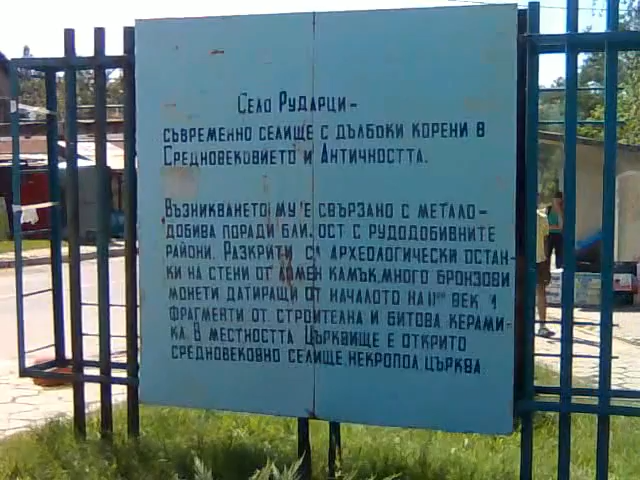 Село Рударци-
съвременно селище с дълбоки корени в
Средновековието и Античността.
Възникването му е свързано с метало-
добива поради бли ост с рудодобивните
райони. Разкрити са археологически остан-
ки на стени от ломен камък, много бронзови
монети датиращи от началото на II век и
фрагменти от строителна и битова керами-
ка. В местността Църквище е открито
средновековно селище, некропол, църква.